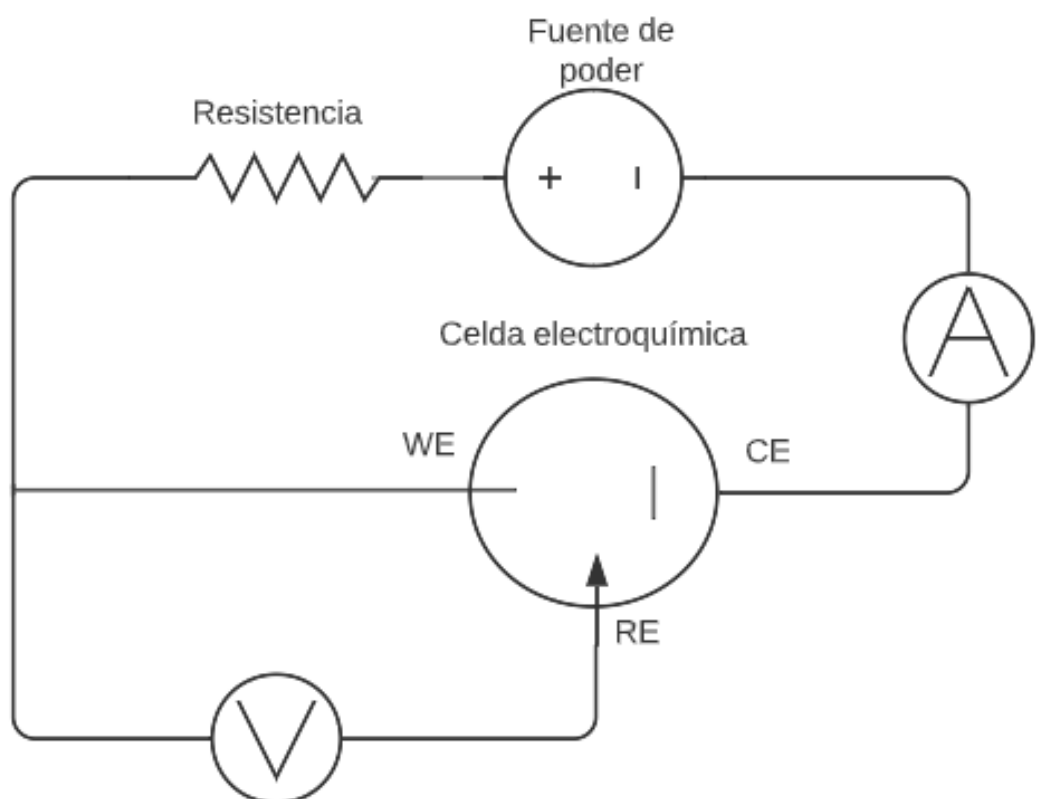 Fuente de
poder
Resistencia
+ -
A
Celda electroquímica
WE
CE
RE
V